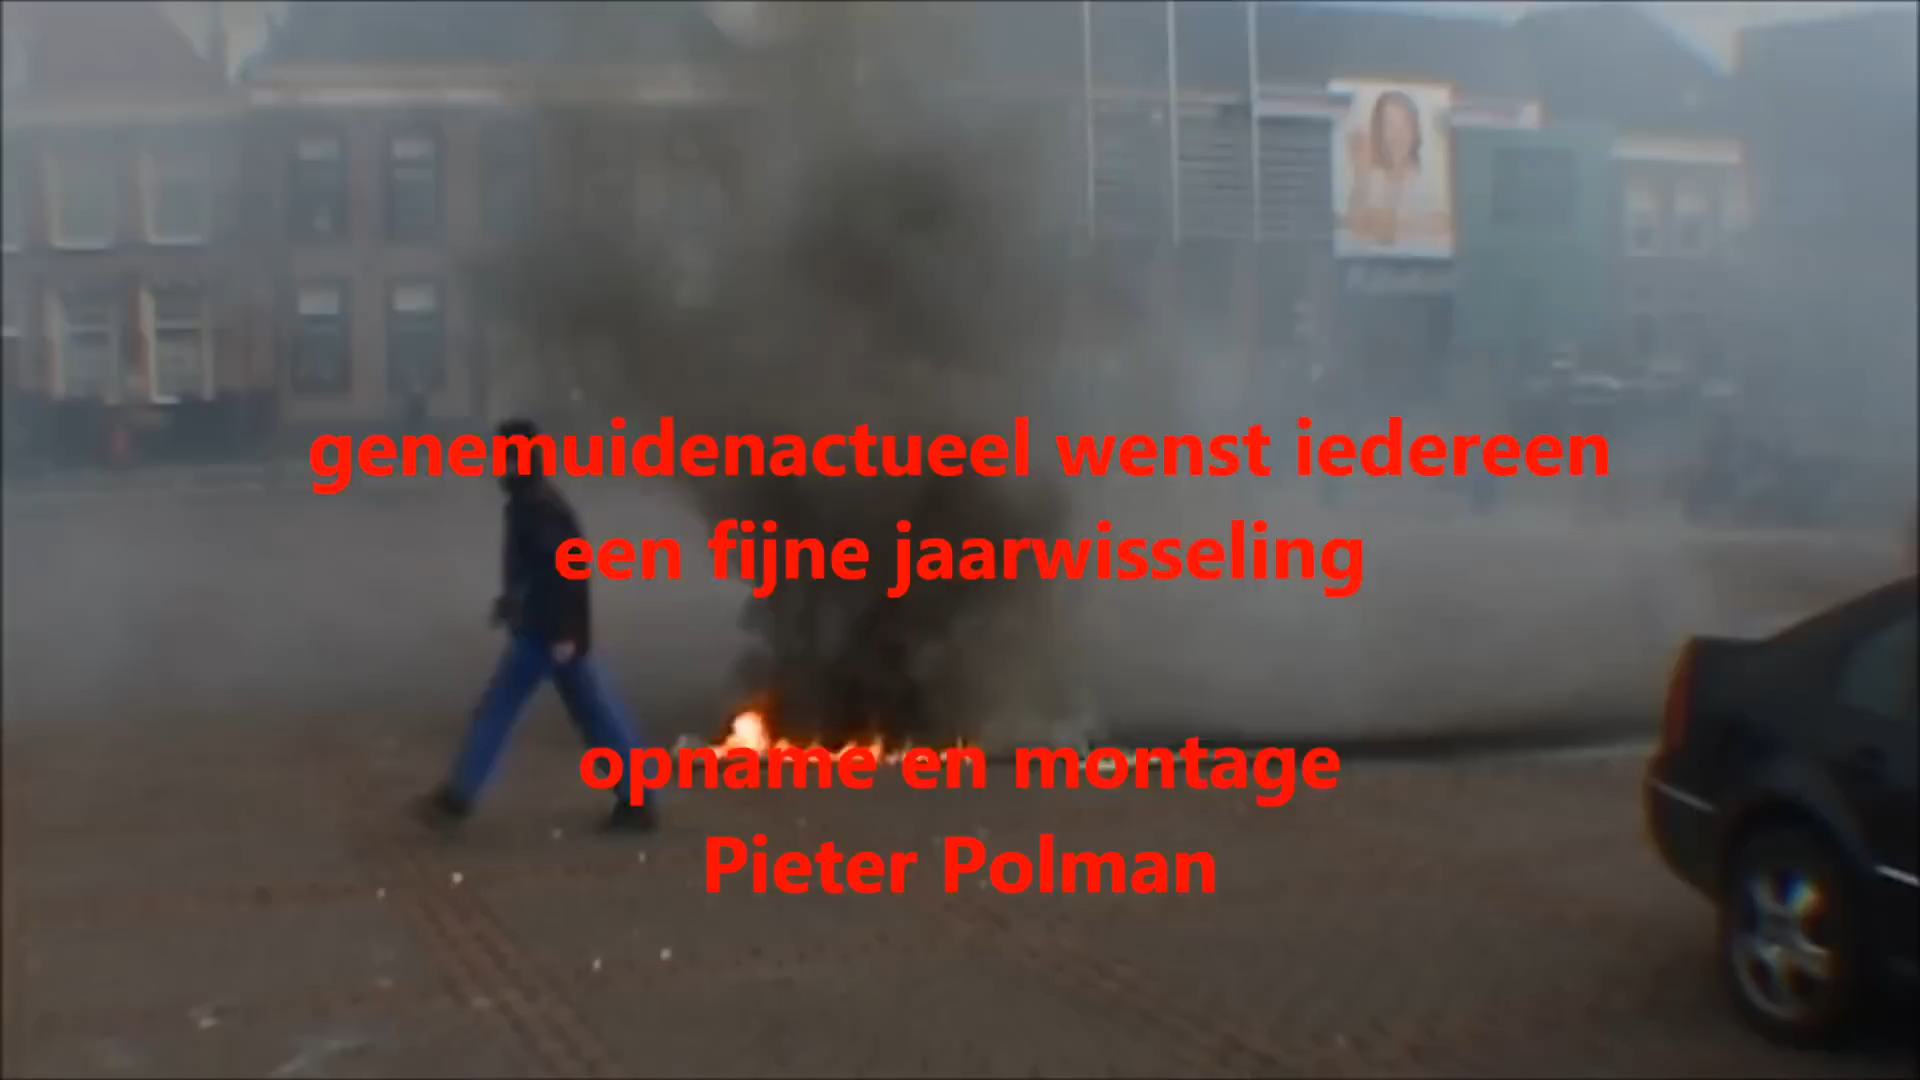 genemuidenactueel wenst iedereen
een fijne jaarwisseling
opname en montage
Pieter Polman